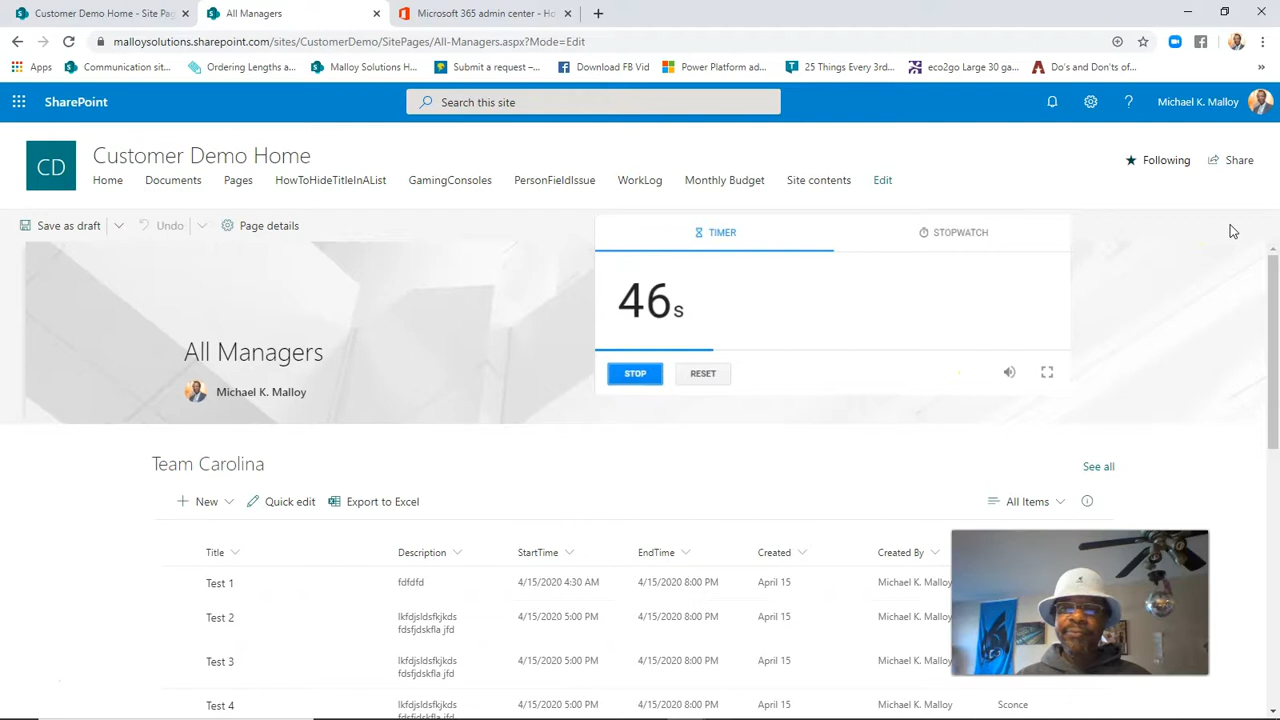 Customer Demo Home - Site Pag
All Managers
Microsoft 365 admin center - Ho
malloysolutions.sharepoint.com/sites/CustomerDemo/SitePages/All-Managers.aspx?Mode=Edit
Apps
Communication sit...
Ordering Lengths a...
Malloy Solutions H...
Submit a request –...
Download FB Vid
Power Platform ad...
25 Things Every 3rd...
eco2go Large 30 ga...
Do's and Don'ts of...
SharePoint
Search this site
Michael K. Malloy
CD
Customer Demo Home
Following
Share
Home
Documents
Pages
HowToHideTitleInAList
GamingConsoles
PersonFieldIssue
WorkLog
Monthly Budget
Site contents
Edit
Save as draft
Undo
Page details
TIMER
STOPWATCH
46s
STOP
RESET
All Managers
Michael K. Malloy
Team Carolina
See all
New
Quick edit
Export to Excel
All Items
Title Description StartTime EndTime Created Created By
Test 1 fdfdfd 4/15/2020 4:30 AM 4/15/2020 8:00 PM April 15 Michael K. Malloy
Test 2 lkfdjsldsfkjkds 4/15/2020 5:00 PM 4/15/2020 8:00 PM April 15 Michael K. Malloy
fdsfjdskfla jfd
Test 3 lkfdjsldsfkjkds 4/15/2020 5:00 PM 4/15/2020 8:00 PM April 15 Michael K. Malloy
fdsfjdskfla jfd
Test 4 lkfdjsldsfkjkds 4/15/2020 5:00 PM 4/15/2020 8:00 PM April 15 Michael K. Malloy Sconce
fdsfjdskfla jfd